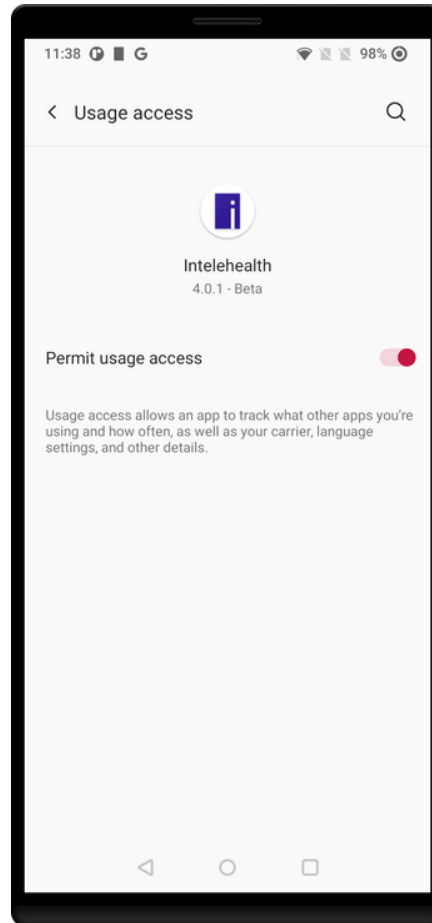 11:38 G 98%
Usage access
i
Intelehealth
4.0.1 - Beta
Permit usage access
Usage access allows an app to track what other apps you're
using and how often, as well as your carrier, language
settings, and other details.